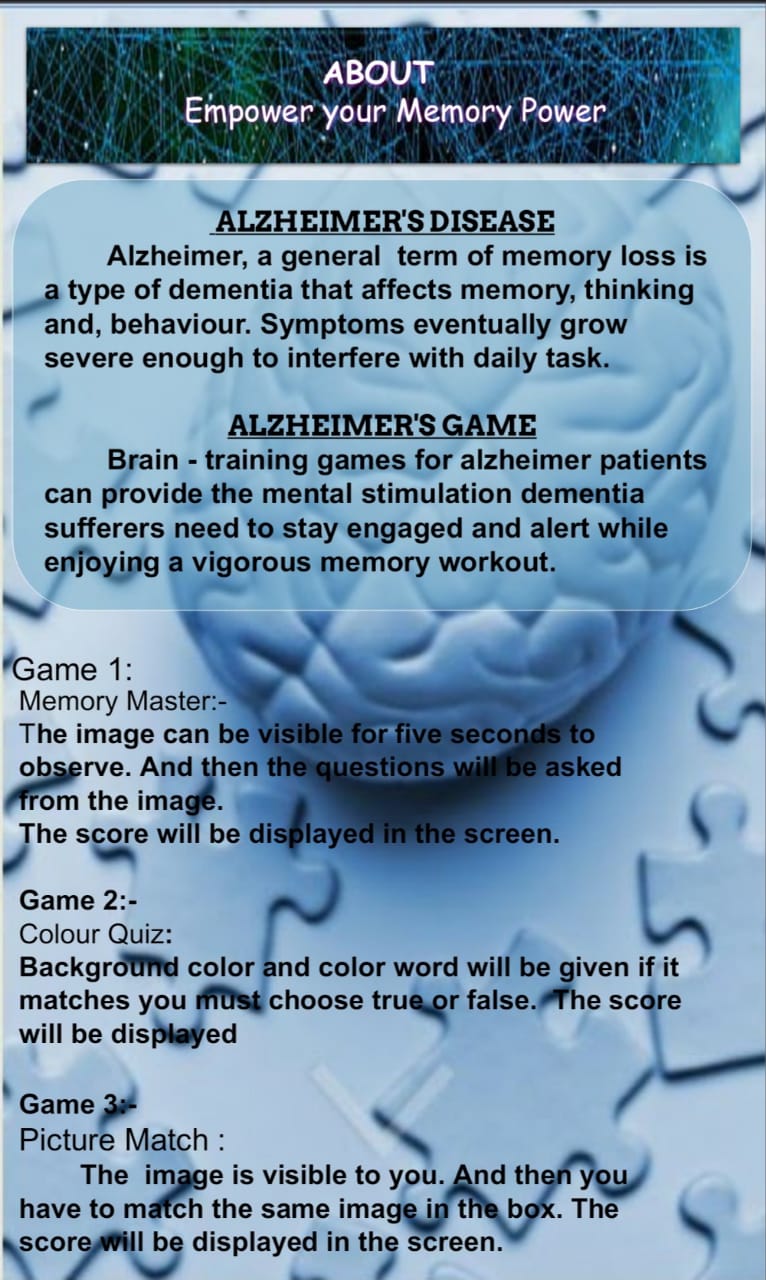 ABOUT
Empower your Memory Power
ALZHEIMER'S DISEASE
Alzheimer, a general term of memory loss is
a type of dementia that affects memory, thinking
and, behaviour. Symptoms eventually grow
severe enough to interfere with daily task.
ALZHEIMER'S GAME
Brain - training games for alzheimer patients
can provide the mental stimulation dementia
sufferers need to stay engaged and alert while
enjoying a vigorous memory workout.
Game 1:
Memory Master:-
The image can be visible for five seconds to
observe. And then the questions will be asked
from the image.
The score will be displayed in the screen.
Game 2:-
Colour Quiz:
Background color and color word will be given if it
matches you must choose true or false. The score
will be displayed
Game 3:-
Picture Match :
The image is visible to you. And then you
have to match the same image in the box. The
score will be displayed in the screen.